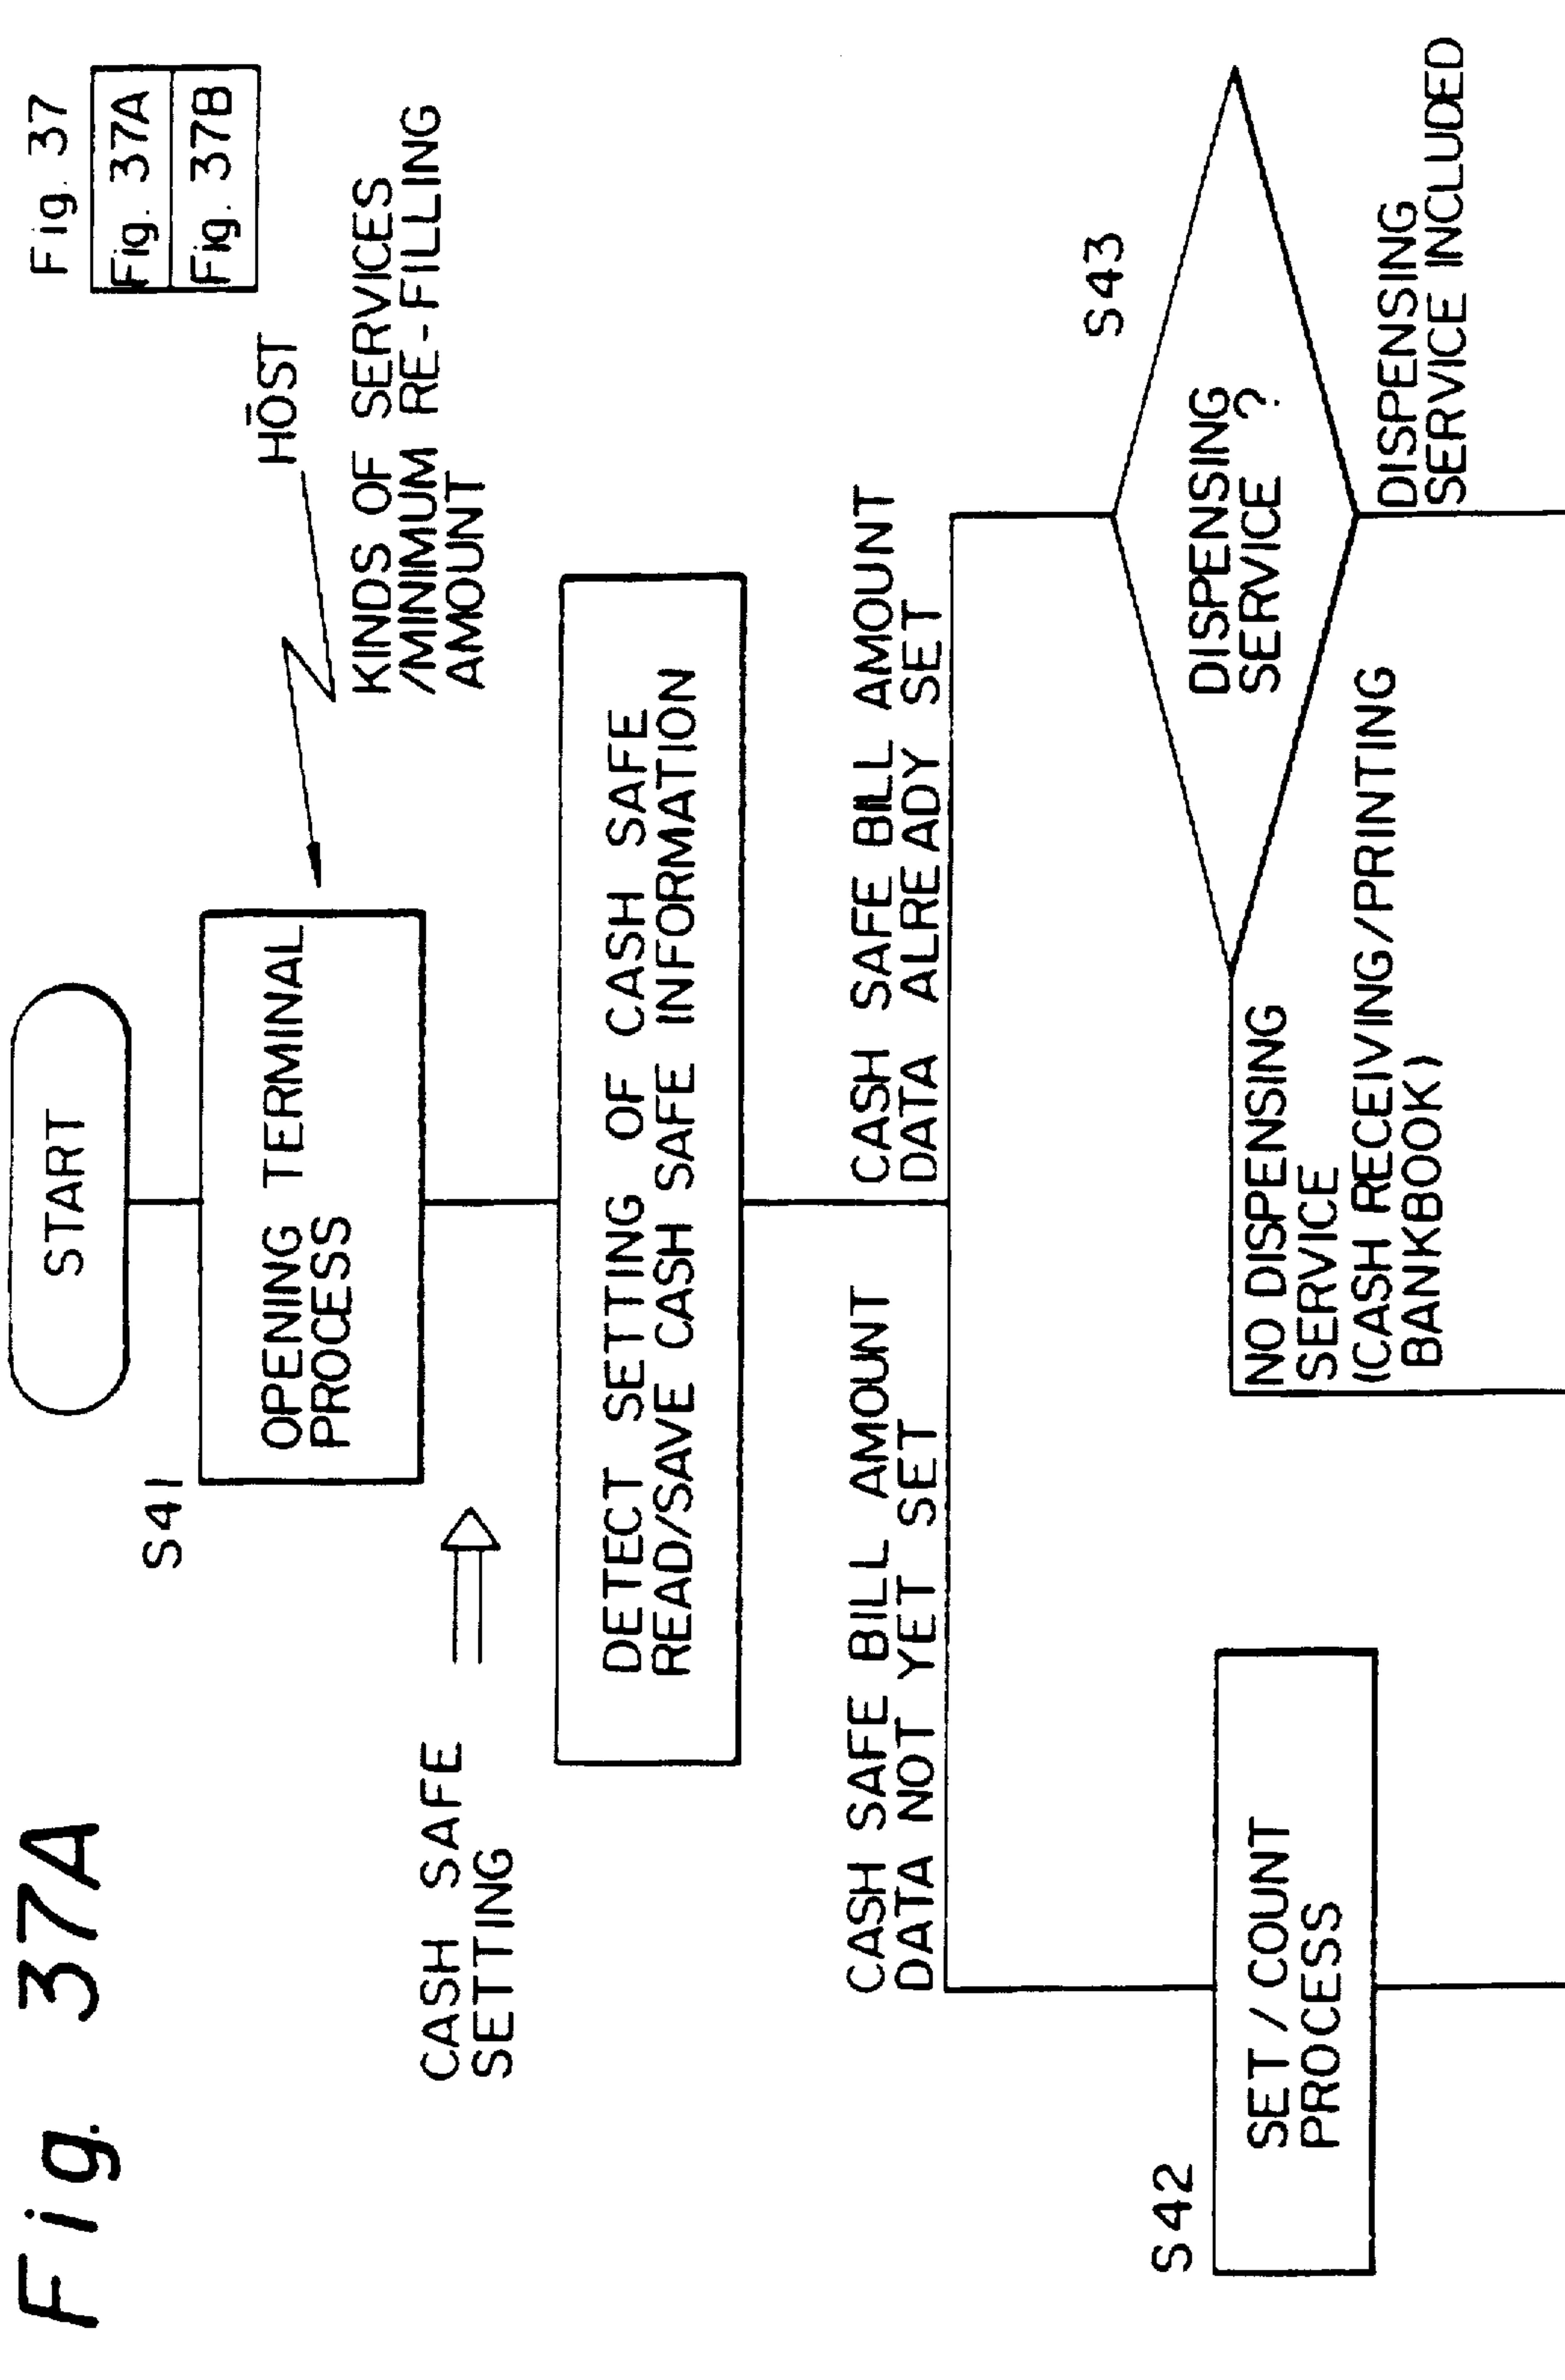 Fig. 37A
Fig. 37
Fig. 37A
Fig. 37B
START
S41
OPENING TERMINAL
PROCESS
HOST
KINDS OF SERVICES
/MINIMUM RE-FILLING
AMOUNT
CASH SAFE
SETTING
DETECT SETTING OF CASH SAFE
READ/SAVE CASH SAFE INFORMATION
CASH SAFE BILL AMOUNT
DATA NOT YET SET
CASH SAFE BILL AMOUNT
DATA ALREADY SET
S42
SET / COUNT
PROCESS
S43
DISPENSING
SERVICE ?
NO DISPENSING
SERVICE
(CASH RECEIVING/PRINTING
BANKBOOK)
DISPENSING
SERVICE INCLUDED